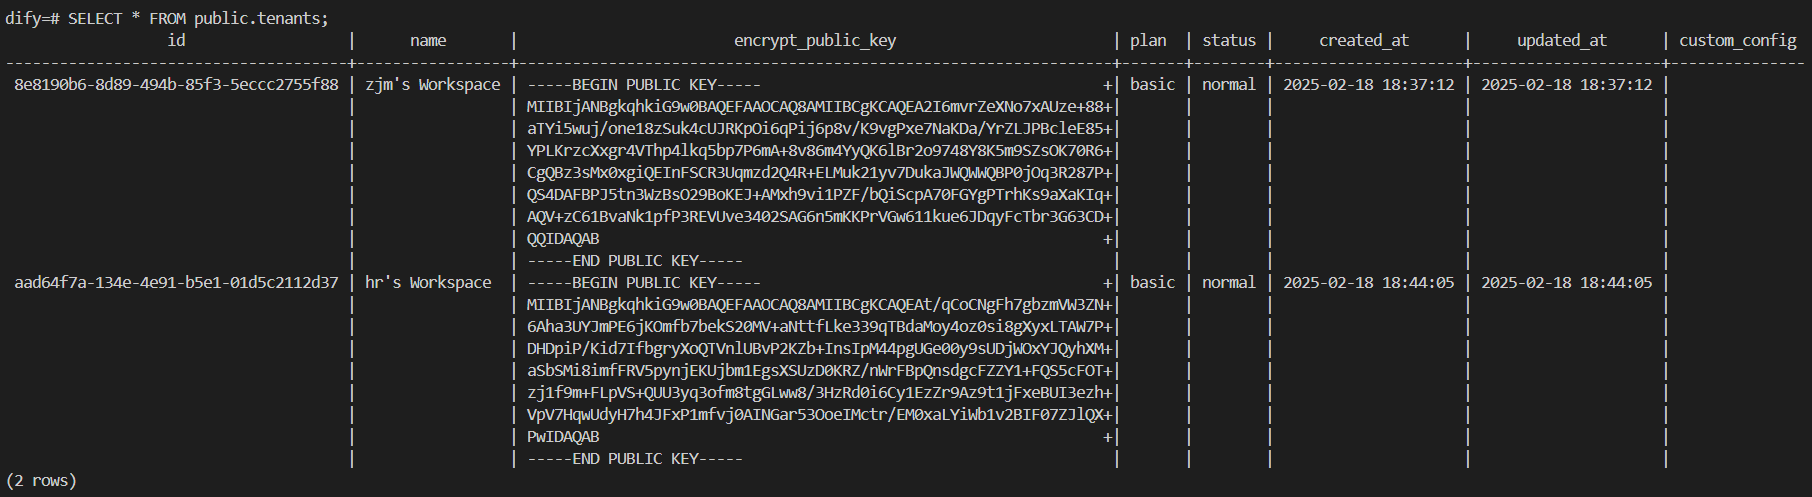 dify=# SELECT * FROM public.tenants;
id | name | encrypt_public_key | plan | status | created_at | updated_at | custom_config
--------------------------------------+-----------------+------------------------------------------------------------------+-------+--------+---------------------+---------------------+---------------
8e8190b6-8d89-494b-85f3-5eccc2755f88 | zjm's Workspace | -----BEGIN PUBLIC KEY----- +| basic | normal | 2025-02-18 18:37:12 | 2025-02-18 18:37:12 |
| | MIIBIjANBgkqhkiG9w0BAQEFAAOCAQ8AMIIBCgKCAQEA2I6mvrZeXNo7xAUze+88+| | | | |
| | aTYi5wuj/one18zSuk4cUJRKpOi6qPij6p8v/K9vgPxe7NaKDa/YrZLJPBcleE85+| | | | |
| | YPLKrzcXxgr4VThp4lkq5bp7P6mA+8v86m4YyQK6lBr2o9748Y8K5m9SZsOK70R6+| | | | |
| | CgQBz3sMx0xgiQEInFSCR3Uqmzd2Q4R+ELMuk21yv7DukaJWQWWQBP0jOq3R287P+| | | | |
| | QS4DAFBPJ5tn3WzBsO29BoKEJ+AMxh9vi1PZF/bQiScpA70FGYgPTrhKs9aXaKIq+| | | | |
| | AQV+zC61BvaNk1pfP3REVUve3402SAG6n5mKKPrVGw611kue6JDqyFcTbr3G63CD+| | | | |
| | QQIDAQAB +| | | | |
| | -----END PUBLIC KEY----- | | | | |
aad64f7a-134e-4e91-b5e1-01d5c2112d37 | hr's Workspace | -----BEGIN PUBLIC KEY----- +| basic | normal | 2025-02-18 18:44:05 | 2025-02-18 18:44:05 |
| | MIIBIjANBgkqhkiG9w0BAQEFAAOCAQ8AMIIBCgKCAQEAt/qCoCNgFh7gbzmVW3ZN+| | | | |
| | 6Aha3UYJmPE6jKOmfb7bekS20MV+aNttfLke339qTBdaMoy4oz0si8gXyxLTAW7P+| | | | |
| | DHDpiP/Kid7IfbgryXoQTVnlUBvP2KZb+InsIpM44pgUGe00y9sUDjWOxYJQyhXM+| | | | |
| | aSbSMi8imfFRV5pynjEKUjbm1EgsXSUzD0KRZ/nWrFBpQnsdgcFZZY1+FQS5cFOT+| | | | |
| | zj1f9m+FLpVS+QUU3yq3ofm8tgGLww8/3HzRd0i6Cy1EzZr9Az9t1jFxeBUI3ezh+| | | | |
| | VpV7HqwUdyH7h4JFxP1mfvj0AINGar53OoeIMctr/EM0xaLYiWb1v2BIF07ZJlQX+| | | | |
| | PwIDAQAB +| | | | |
| | -----END PUBLIC KEY----- | | | | |
(2 rows)